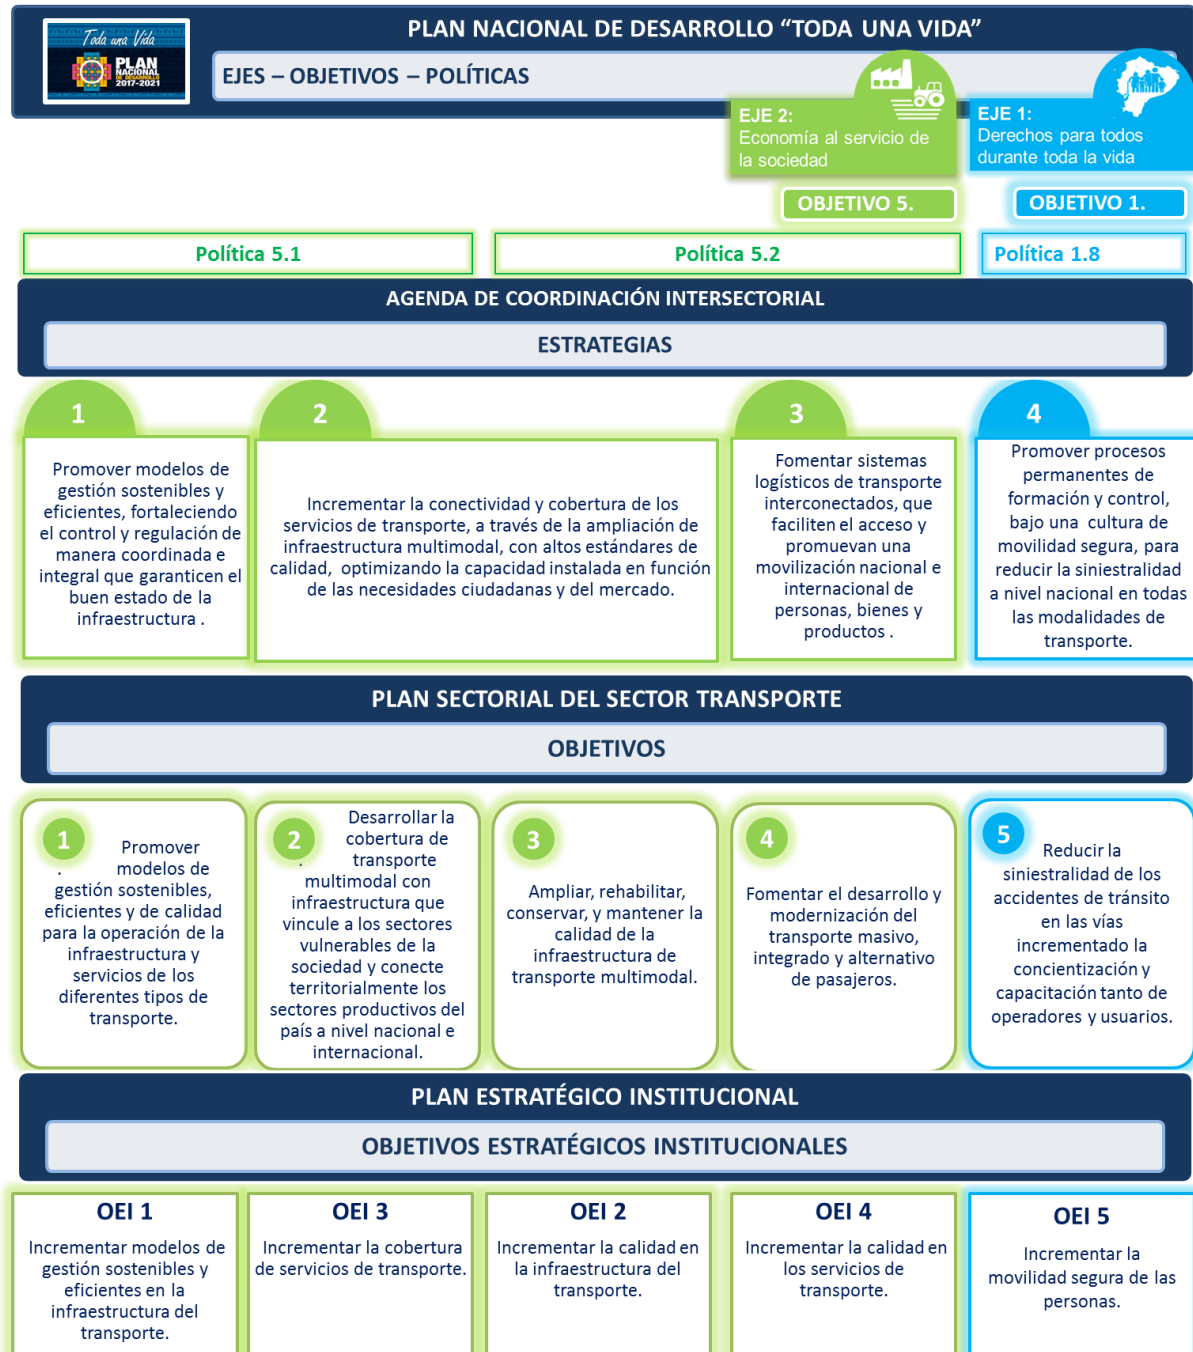 PLAN NACIONAL DE DESARROLLO “TODA UNA VIDA”
Toda una Vida
PLAN
NACIONAL
DE DESARROLLO
2017-2021
EJES – OBJETIVOS – POLÍTICAS
EJE 2:
Economía al servicio de
la sociedad
EJE 1:
Derechos para todos
durante toda la vida
OBJETIVO 5.
OBJETIVO 1.
Política 5.1
Política 5.2
Política 1.8
AGENDA DE COORDINACIÓN INTERSECTORIAL
ESTRATEGIAS
1
Promover modelos de
gestión sostenibles y
eficientes, fortaleciendo
el control y regulación de
manera coordinada e
integral que garanticen el
buen estado de la
infraestructura .
2
Incrementar la conectividad y cobertura de los
servicios de transporte, a través de la ampliación de
infraestructura multimodal, con altos estándares de
calidad, optimizando la capacidad instalada en función
de las necesidades ciudadanas y del mercado.
3
Fomentar sistemas
logísticos de transporte
interconectados, que
faciliten el acceso y
promuevan una
movilización nacional e
internacional de
personas, bienes y
productos .
4
Promover procesos
permanentes de
formación y control,
bajo una cultura de
movilidad segura, para
reducir la siniestralidad
a nivel nacional en todas
las modalidades de
transporte.
PLAN SECTORIAL DEL SECTOR TRANSPORTE
OBJETIVOS
1
Promover
. modelos de
gestión sostenibles,
eficientes y de calidad
para la operación de la
infraestructura y
servicios de los
diferentes tipos de
transporte.
2
Desarrollar la
cobertura de
. transporte
multimodal con
infraestructura que
vincule a los sectores
vulnerables de la
sociedad y conecte
territorialmente los
sectores productivos del
país a nivel nacional e
internacional.
3
Ampliar, rehabilitar,
conservar, y mantener la
calidad de la
infraestructura de
transporte multimodal.
4
Fomentar el desarrollo y
modernización del
transporte masivo,
integrado y alternativo
de pasajeros.
5
Reducir la
siniestralidad de los
accidentes de tránsito
en las vías
incrementado la
concientización y
capacitación tanto de
operadores y usuarios.
PLAN ESTRATÉGICO INSTITUCIONAL
OBJETIVOS ESTRATÉGICOS INSTITUCIONALES
OEI 1
Incrementar modelos de
gestión sostenibles y
eficientes en la
infraestructura del
transporte.
OEI 3
Incrementar la cobertura
de servicios de transporte.
OEI 2
Incrementar la calidad en
la infraestructura del
transporte.
OEI 4
Incrementar la calidad en
los servicios de
transporte.
OEI 5
Incrementar la
movilidad segura de las
personas.